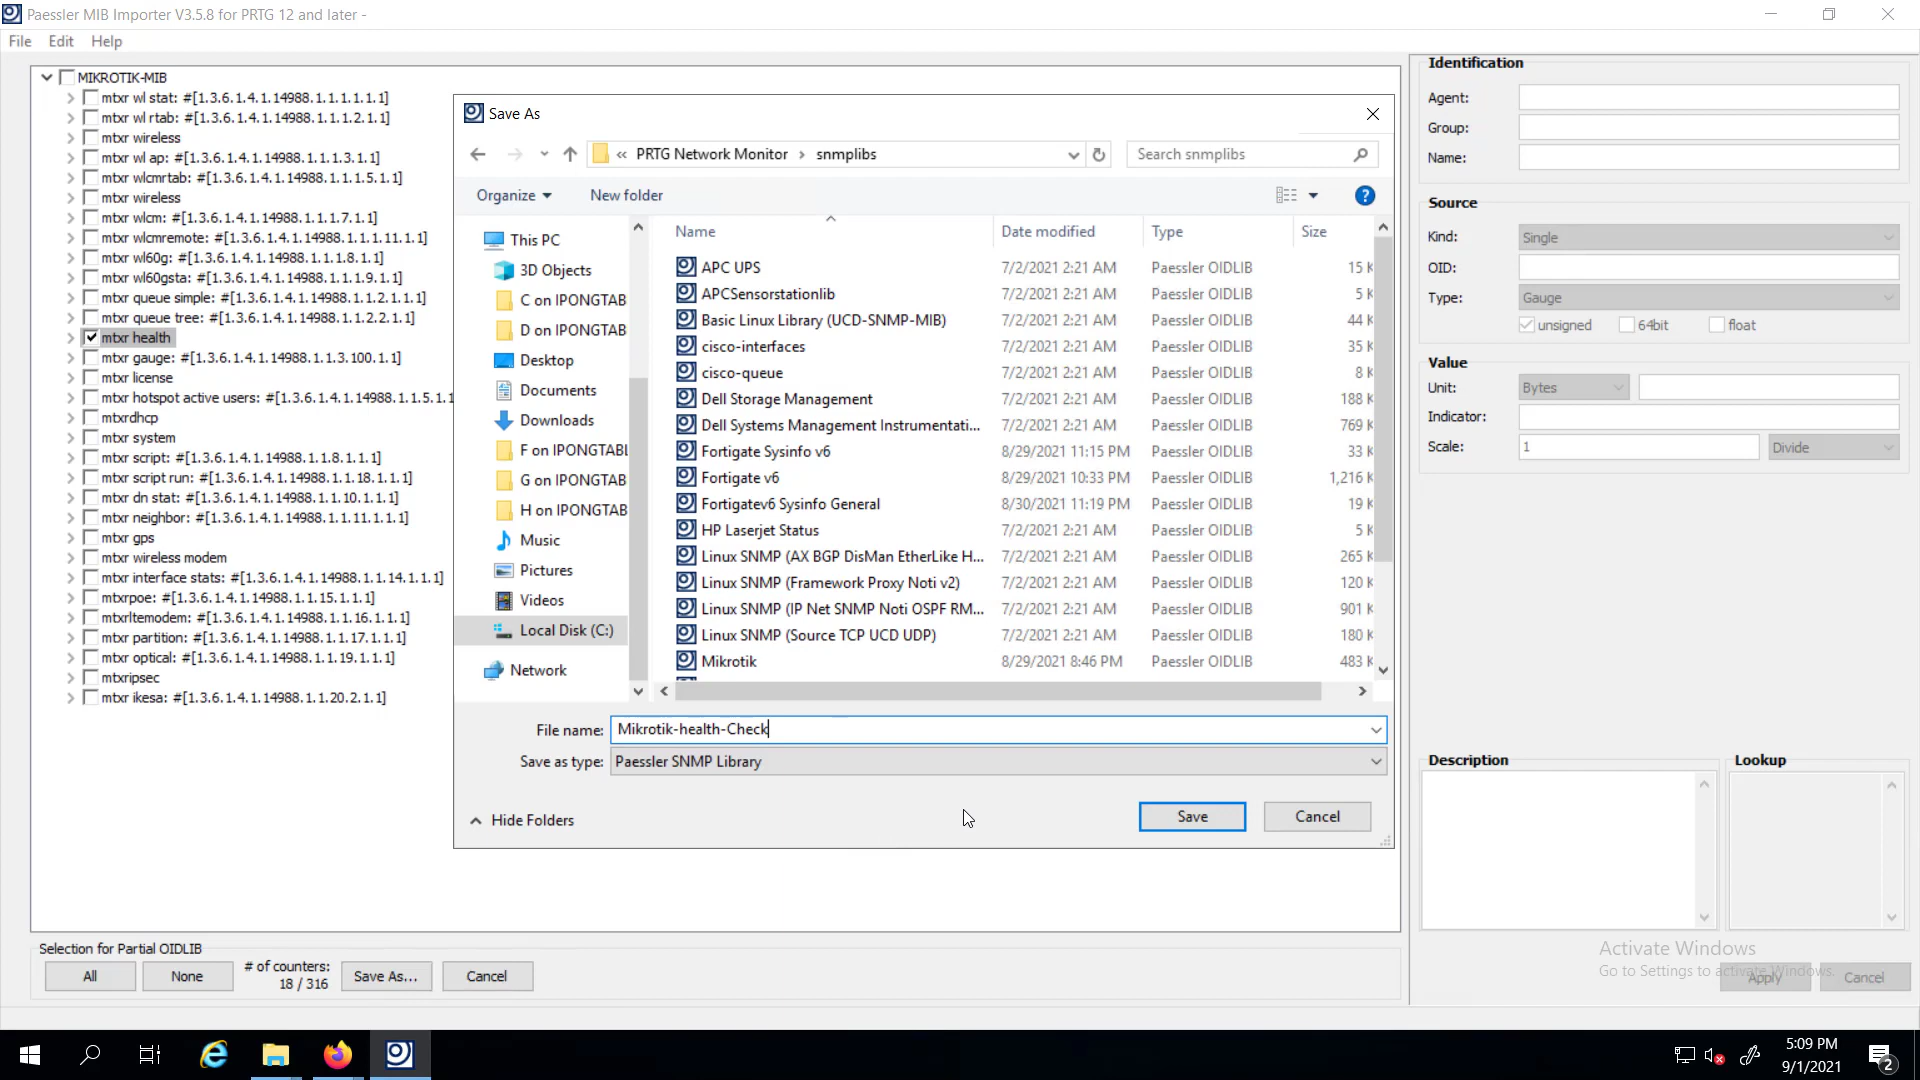 Paessler MIB Importer V3.5.8 for PRTG 12 and later -
File Edit Help
MIKROTIK-MIB
mtxr wl stat: #[1.3.6.1.4.1.14988.1.1.1.1.1.1]
mtxr wl rtab: #[1.3.6.1.4.1.14988.1.1.1.2.1.1]
mtxr wireless
mtxr wl ap: #[1.3.6.1.4.1.14988.1.1.1.3.1.1]
mtxr wlcmrtab: #[1.3.6.1.4.1.14988.1.1.1.5.1.1]
mtxr wireless
mtxr wlcm: #[1.3.6.1.4.1.14988.1.1.1.7.1.1]
mtxr wlcmremote: #[1.3.6.1.4.1.14988.1.1.1.11.1.1]
mtxr wl60g: #[1.3.6.1.4.1.14988.1.1.1.8.1.1]
mtxr wl60gsta: #[1.3.6.1.4.1.14988.1.1.1.9.1.1]
mtxr queue simple: #[1.3.6.1.4.1.14988.1.1.2.1.1.1]
mtxr queue tree: #[1.3.6.1.4.1.14988.1.1.2.2.1.1]
mtxr health
mtxr gauge: #[1.3.6.1.4.1.14988.1.1.3.100.1.1]
mtxr license
mtxr hotspot active users: #[1.3.6.1.4.1.14988.1.1.5.1.1
mtxrdhcp
mtxr system
mtxr script: #[1.3.6.1.4.1.14988.1.1.8.1.1.1]
mtxr script run: #[1.3.6.1.4.1.14988.1.1.18.1.1.1]
mtxr dn stat: #[1.3.6.1.4.1.14988.1.1.10.1.1.1]
mtxr neighbor: #[1.3.6.1.4.1.14988.1.1.11.1.1.1]
mtxr gps
mtxr wireless modem
mtxr interface stats: #[1.3.6.1.4.1.14988.1.1.14.1.1.1]
mtxrpoe: #[1.3.6.1.4.1.14988.1.1.15.1.1.1]
mtxrltemodem: #[1.3.6.1.4.1.14988.1.1.16.1.1.1]
mtxr partition: #[1.3.6.1.4.1.14988.1.1.17.1.1.1]
mtxr optical: #[1.3.6.1.4.1.14988.1.1.19.1.1.1]
mtxripsec
mtxr ikesa: #[1.3.6.1.4.1.14988.1.1.20.2.1.1]
Save As
« PRTG Network Monitor › snmplibs
Search snmplibs
Organize New folder
This PC
3D Objects
C on IPONGTAB
D on IPONGTAB
Desktop
Documents
Downloads
F on IPONGTABL
G on IPONGTAB
H on IPONGTAB
Music
Pictures
Videos
Local Disk (C:)
Network
Name Date modified Type Size
APC UPS 7/2/2021 2:21 AM Paessler OIDLIB 15 K
APCSensorstationlib 7/2/2021 2:21 AM Paessler OIDLIB 5 K
Basic Linux Library (UCD-SNMP-MIB) 7/2/2021 2:21 AM Paessler OIDLIB 44 K
cisco-interfaces 7/2/2021 2:21 AM Paessler OIDLIB 35 K
cisco-queue 7/2/2021 2:21 AM Paessler OIDLIB 8 K
Dell Storage Management 7/2/2021 2:21 AM Paessler OIDLIB 188 K
Dell Systems Management Instrumentati... 7/2/2021 2:21 AM Paessler OIDLIB 769 K
Fortigate Sysinfo v6 8/29/2021 11:15 PM Paessler OIDLIB 33 K
Fortigate v6 8/29/2021 10:33 PM Paessler OIDLIB 1,216 K
Fortigatev6 Sysinfo General 8/30/2021 11:19 PM Paessler OIDLIB 19 K
HP Laserjet Status 7/2/2021 2:21 AM Paessler OIDLIB 5 K
Linux SNMP (AX BGP DisMan EtherLike H... 7/2/2021 2:21 AM Paessler OIDLIB 265 K
Linux SNMP (Framework Proxy Noti v2) 7/2/2021 2:21 AM Paessler OIDLIB 120 K
Linux SNMP (IP Net SNMP Noti OSPF RM... 7/2/2021 2:21 AM Paessler OIDLIB 901 K
Linux SNMP (Source TCP UCD UDP) 7/2/2021 2:21 AM Paessler OIDLIB 180 K
Mikrotik 8/29/2021 8:46 PM Paessler OIDLIB 483 K
File name: Mikrotik-health-Check
Save as type: Paessler SNMP Library
Hide Folders
Save Cancel
Identification
Agent:
Group:
Name:
Source
Kind: Single
OID:
Type: Gauge
unsigned 64bit float
Value
Unit: Bytes
Indicator:
Scale: 1 Divide
Description Lookup
Activate Windows
Go to Settings to activate Windows.
Apply Cancel
Selection for Partial OIDLIB
All None # of counters: 18 / 316 Save As... Cancel
5:09 PM
9/1/2021
2